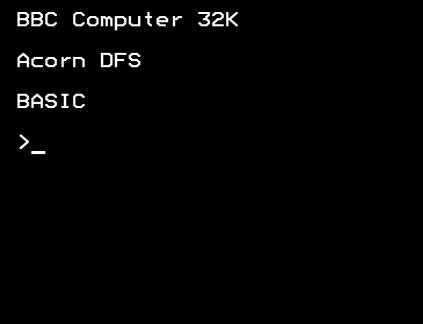 BBC Computer 32K
Acorn DFS
BASIC
>_